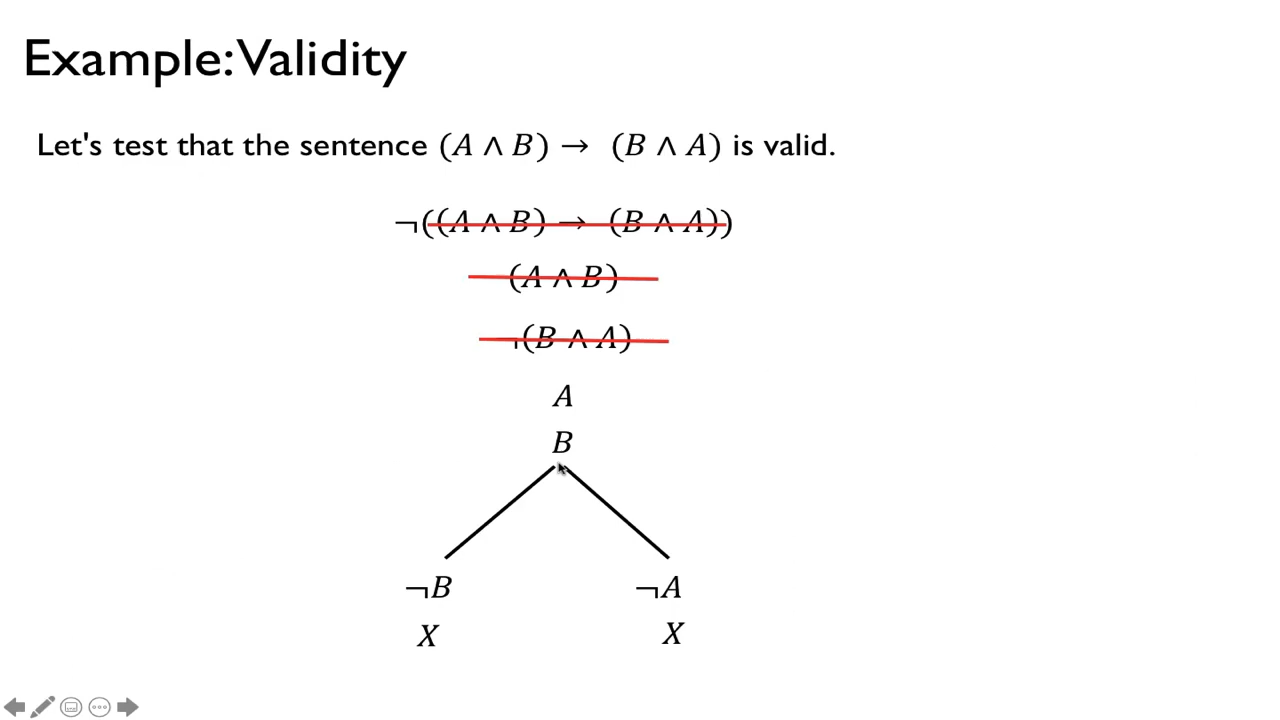 Example: Validity
Let's test that the sentence (A ∧ B) → (B ∧ A) is valid.
¬((A ∧ B) → (B ∧ A))
(A ∧ B)
¬(B ∧ A)
A
B
¬B ¬A
X X